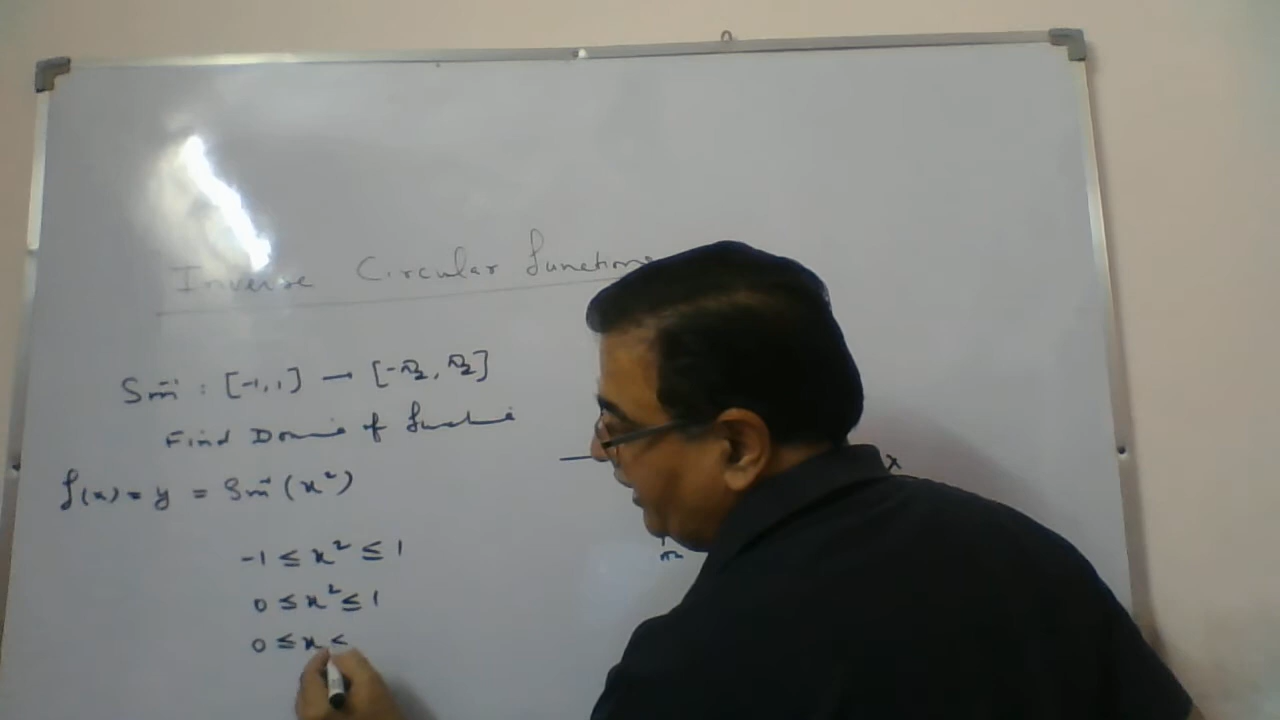 Inverse Circular functions
Sin⁻¹ : [-1, 1] → [-π/2, π/2]
Find Domain of function
f(x) = y = Sin⁻¹(x²)
-1 ≤ x² ≤ 1
0 ≤ x² ≤ 1
0 ≤ x ≤
x